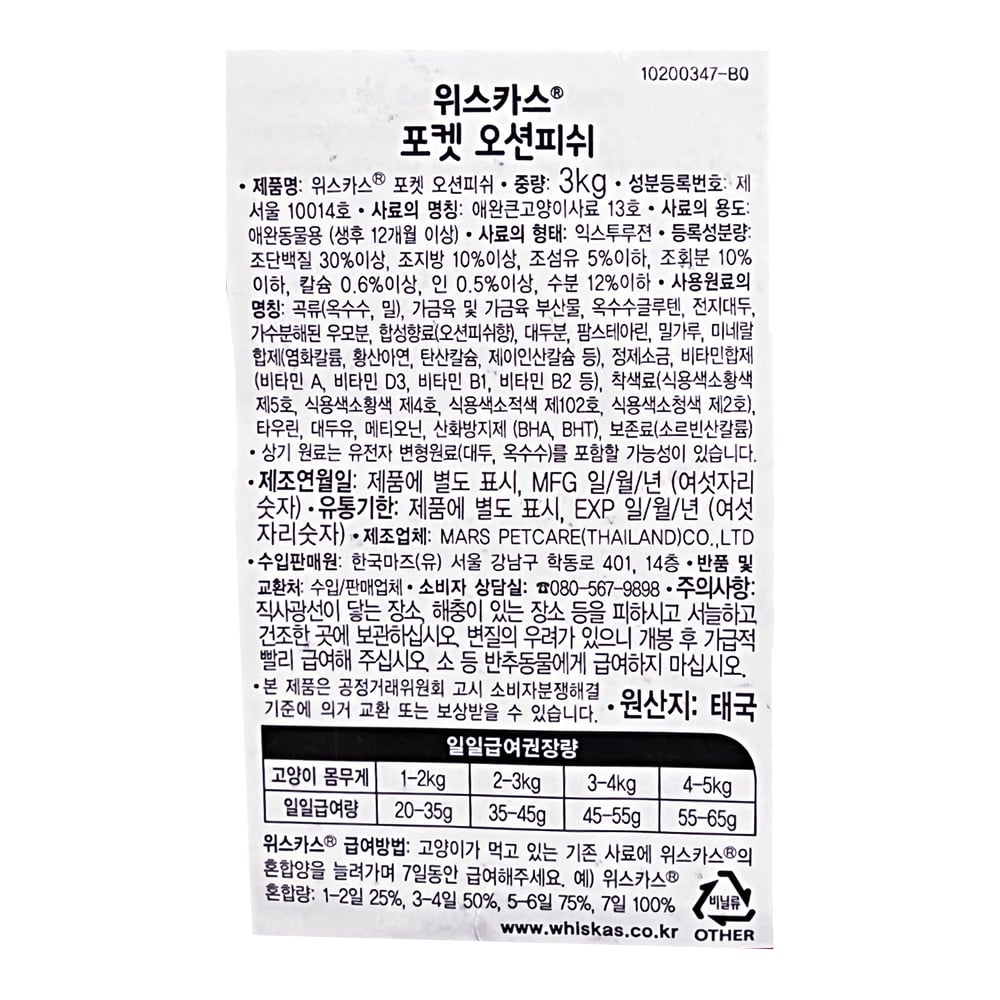 10200347-B0
위스카스®
포켓 오션피쉬
• 제품명: 위스카스® 포켓 오션피쉬 • 중량: 3kg • 성분등록번호: 제
서울 10014호 • 사료의 명칭: 애완큰고양이사료 13호 • 사료의 용도:
애완동물용 (생후 12개월 이상) • 사료의 형태: 익스투루젼 • 등록성분량:
조단백질 30%이상, 조지방 10%이상, 조섬유 5%이하, 조회분 10%
이하, 칼슘 0.6%이상, 인 0.5%이상, 수분 12%이하 • 사용원료의
명칭: 곡류(옥수수, 밀), 가금육 및 가금육 부산물, 옥수수글루텐, 전지대두,
가수분해된 우모분, 합성향료(오션피쉬향), 대두분, 팜스테아린, 밀가루, 미네랄
합제(염화칼륨, 황산아연, 탄산칼슘, 제이인산칼슘 등), 정제소금, 비타민합제
(비타민 A, 비타민 D3, 비타민 B1, 비타민 B2 등), 착색료(식용색소황색
제5호, 식용색소황색 제4호, 식용색소적색 제102호, 식용색소청색 제2호),
타우린, 대두유, 메티오닌, 산화방지제 (BHA, BHT), 보존료(소르빈산칼륨)
• 상기 원료는 유전자 변형원료(대두, 옥수수)를 포함할 가능성이 있습니다.
• 제조연월일: 제품에 별도 표시, MFG 일/월/년 (여섯자리
숫자) • 유통기한: 제품에 별도 표시, EXP 일/월/년 (여섯
자리숫자) • 제조업체: MARS PETCARE(THAILAND)CO.,LTD
• 수입판매원: 한국마즈(유) 서울 강남구 학동로 401, 14층 • 반품 및
교환처: 수입/판매업체 • 소비자 상담실: ☎080-567-9898 • 주의사항:
직사광선이 닿는 장소, 해충이 있는 장소 등을 피하시고 서늘하고
건조한 곳에 보관하십시오. 변질의 우려가 있으니 개봉 후 가급적
빨리 급여해 주십시오. 소 등 반추동물에게 급여하지 마십시오.
• 본 제품은 공정거래위원회 고시 소비자분쟁해결
기준에 의거 교환 또는 보상받을 수 있습니다. • 원산지: 태국
일일급여권장량
고양이 몸무게 1-2kg 2-3kg 3-4kg 4-5kg
일일급여량 20-35g 35-45g 45-55g 55-65g
위스카스® 급여방법: 고양이가 먹고 있는 기존 사료에 위스카스®의
혼합양을 늘려가며 7일동안 급여해주세요. 예) 위스카스®
혼합량: 1-2일 25%, 3-4일 50%, 5-6일 75%, 7일 100%
비닐류
www.whiskas.co.kr OTHER